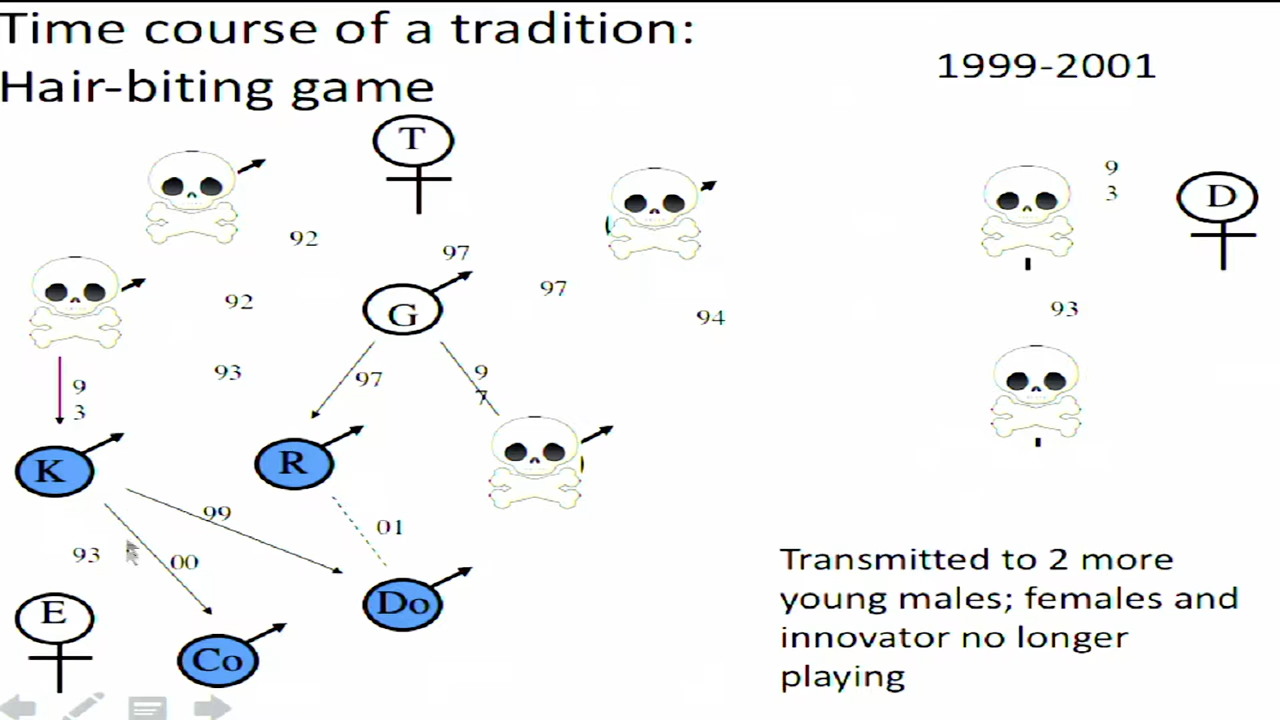 Time course of a tradition:
Hair-biting game
1999-2001
T
92
97
9
3
D
92
G
97
94
93
93
9
3
97
9
7
K
R
99
01
93
00
Do
E
Co
Transmitted to 2 more
young males; females and
innovator no longer
playing